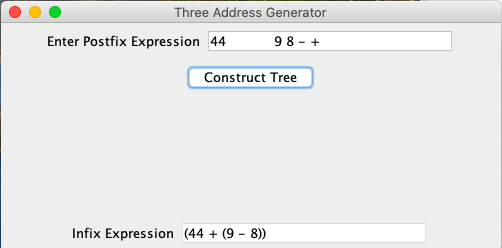 Three Address Generator
Enter Postfix Expression 44 9 8 - +
Construct Tree
Infix Expression (44 + (9 - 8))